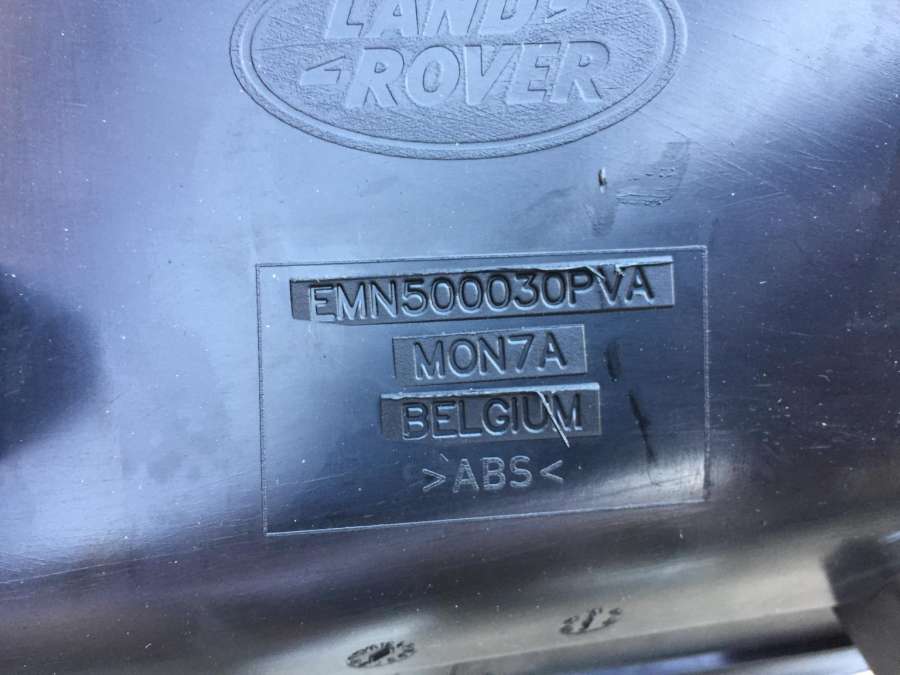 LAND
ROVER
EMN500030PVA
MON7A
BELGIUM
>ABS<